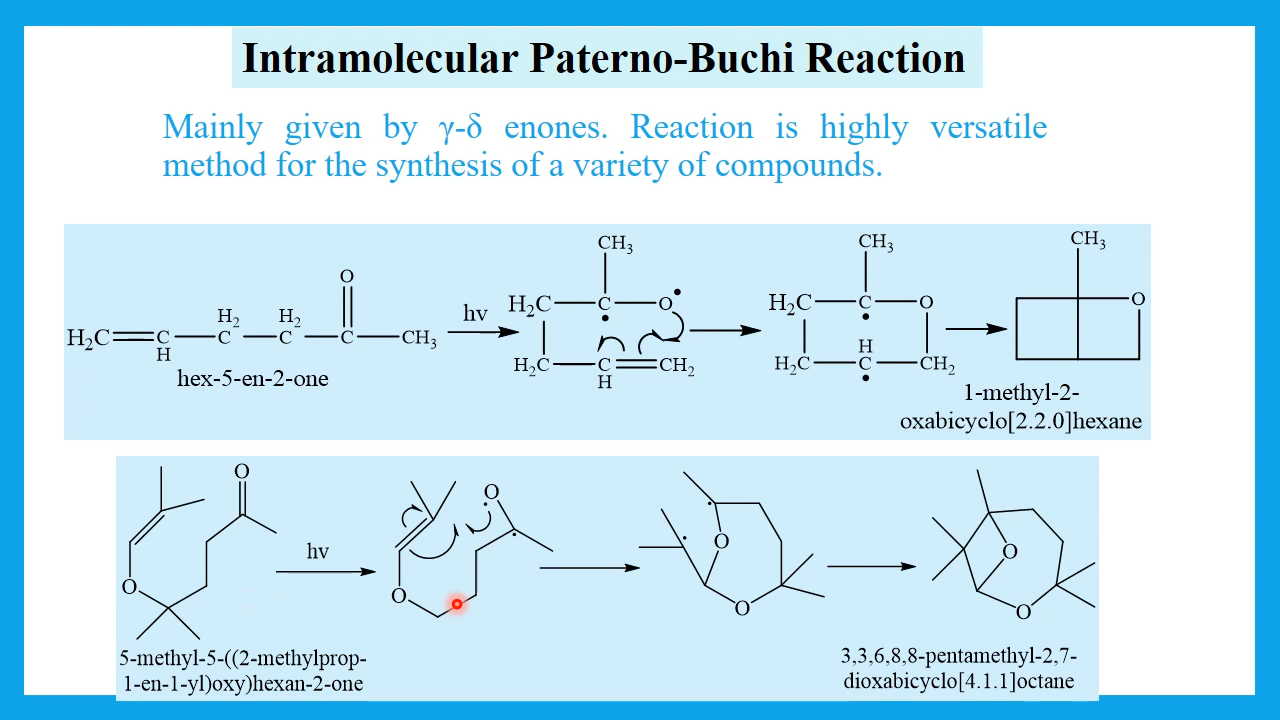 Intramolecular Paterno-Buchi Reaction
Mainly given by γ-δ enones. Reaction is highly versatile
method for the synthesis of a variety of compounds.
CH3 CH3 CH3
O
H2C C O H2C C O O
H2 H2 hv
H2C C C C C CH3
H
H
H2C C CH2 H2C C CH2
H
hex-5-en-2-one
1-methyl-2-
oxabicyclo[2.2.0]hexane
O O
O O
hv
O O O O
5-methyl-5-((2-methylprop-
1-en-1-yl)oxy)hexan-2-one
3,3,6,8,8-pentamethyl-2,7-
dioxabicyclo[4.1.1]octane